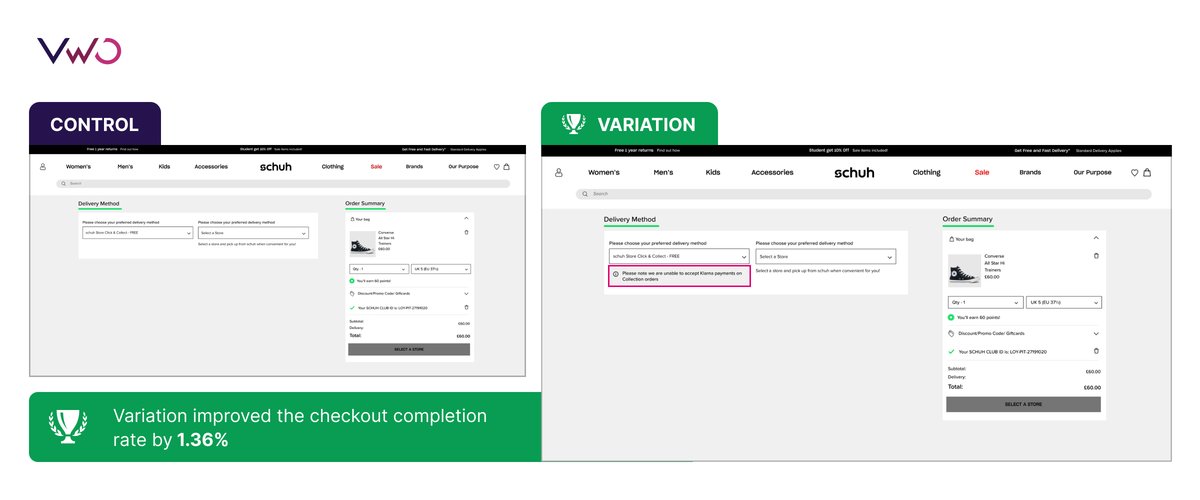 VWO
CONTROL
Free 1 year returns Find out how
Student get 10% Off Sale items included!
Get Free and Fast Delivery* Standard Delivery Applies
Women's Men's Kids Accessories schuh Clothing Sale Brands Our Purpose
Search
Delivery Method
Please choose your preferred delivery method
schuh Store Click & Collect - FREE
Please choose your preferred delivery method
Select a Store
Select a store and pick up from schuh when convenient for you!
Order Summary
Your bag
Converse
All Star Hi
Trainers
£60.00
Qty - 1
UK 5 (EU 37½)
You'll earn 60 points!
Discount/Promo Code/ Giftcards
Your SCHUH CLUB ID is: LOY-PIT-27191020
Subtotal: £60.00
Delivery:
Total: £60.00
SELECT A STORE
Variation improved the checkout completion
rate by 1.36%
VARIATION
Free 1 year returns Find out how
Student get 10% Off Sale items included!
Get Free and Fast Delivery* Standard Delivery Applies
Women's Men's Kids Accessories schuh Clothing Sale Brands Our Purpose
Search
Delivery Method
Please choose your preferred delivery method
schuh Store Click & Collect - FREE
Please note we are unable to accept Klarna payments on
Collection orders
Please choose your preferred delivery method
Select a Store
Select a store and pick up from schuh when convenient for you!
Order Summary
Your bag
Converse
All Star Hi
Trainers
£60.00
Qty - 1
UK 5 (EU 37½)
You'll earn 60 points!
Discount/Promo Code/ Giftcards
Your SCHUH CLUB ID is: LOY-PIT-27191020
Subtotal: £60.00
Delivery:
Total: £60.00
SELECT A STORE